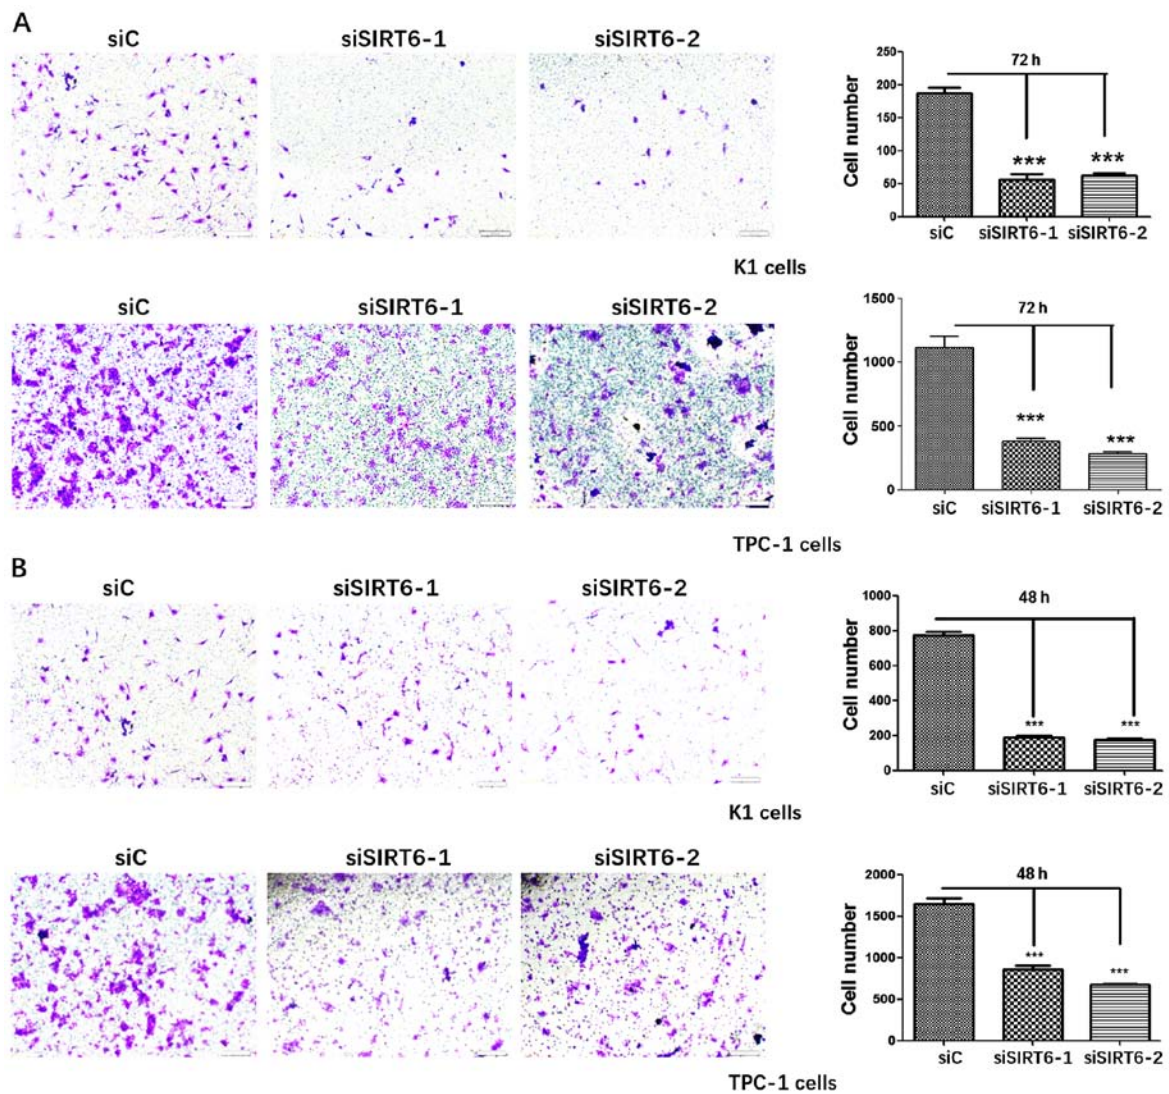 A
siC siSIRT6-1 siSIRT6-2
250
200
150
100
50
0
Cell number
72 h
*** ***
siC siSIRT6-1 siSIRT6-2
K1 cells
siC siSIRT6-1 siSIRT6-2
1500
1000
500
0
Cell number
72 h
*** ***
siC siSIRT6-1 siSIRT6-2
TPC-1 cells
B
siC siSIRT6-1 siSIRT6-2
1000
800
600
400
200
0
Cell number
48 h
*** ***
siC siSIRT6-1 siSIRT6-2
K1 cells
siC siSIRT6-1 siSIRT6-2
2000
1500
1000
500
0
Cell number
48 h
*** ***
siC siSIRT6-1 siSIRT6-2
TPC-1 cells